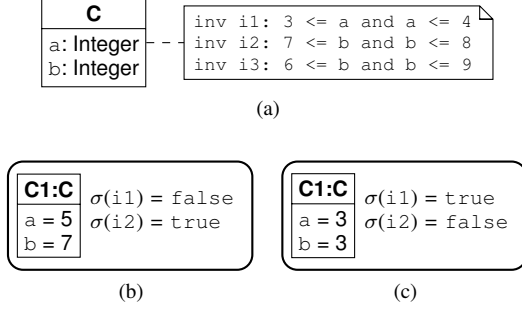 C
a: Integer
b: Integer
inv i1: 3 <= a and a <= 4
inv i2: 7 <= b and b <= 8
inv i3: 6 <= b and b <= 9
(a)
C1:C
a = 5
b = 7
σ(i1) = false
σ(i2) = true
(b)
C1:C
a = 3
b = 3
σ(i1) = true
σ(i2) = false
(c)